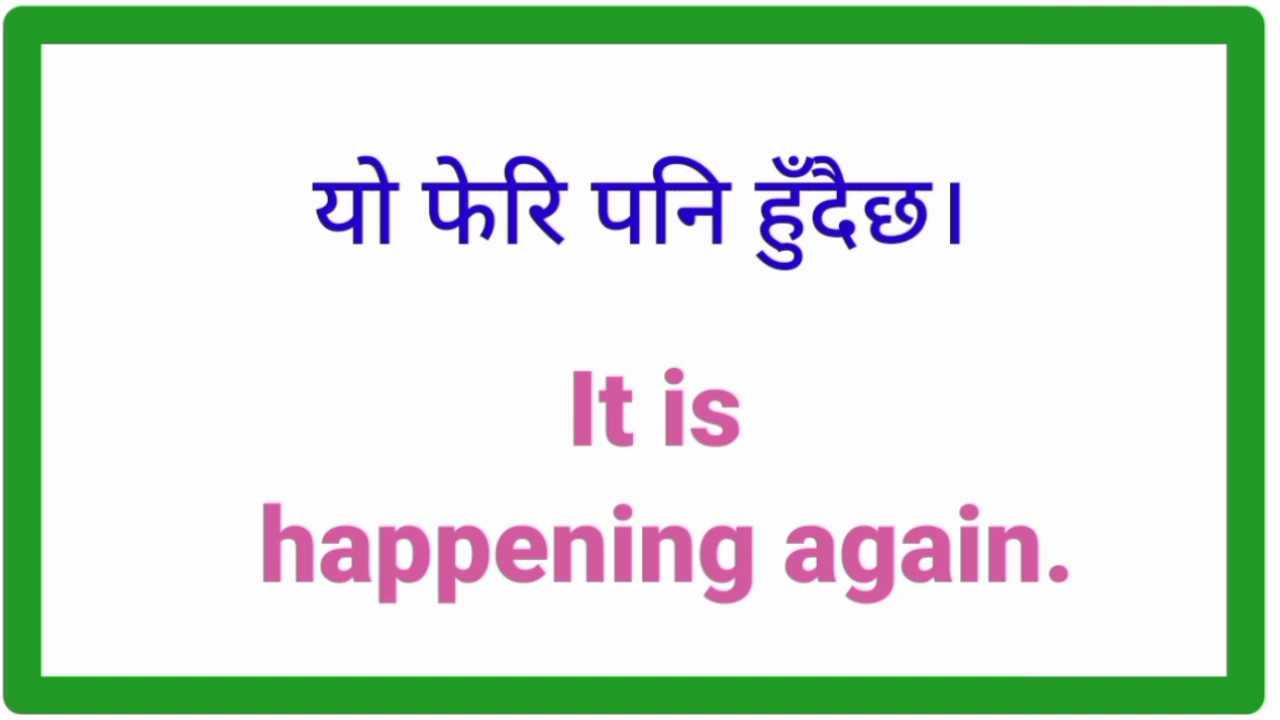 यो फेरि पनि हुँदैछ।
It is
happening again.